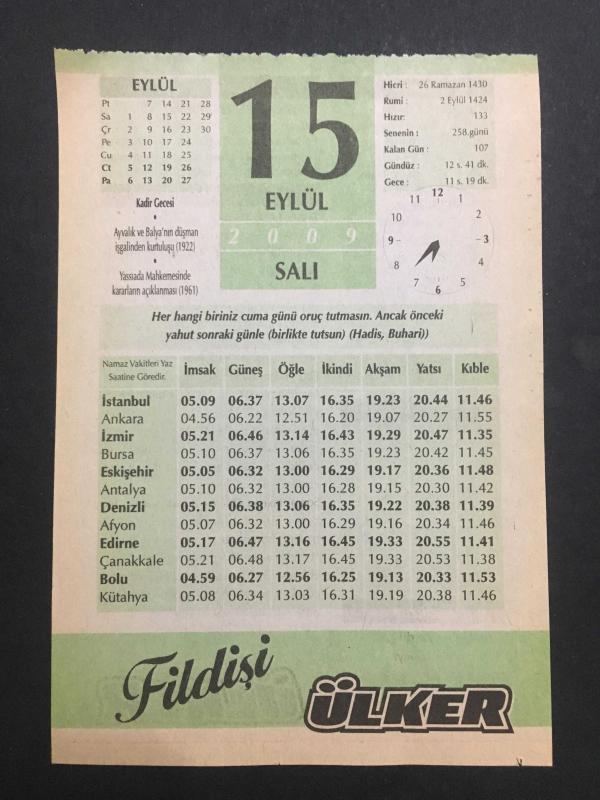 EYLÜL
Pt 7 14 21 28
Sa 1 8 15 22 29
Çr 2 9 16 23 30
Pe 3 10 17 24
Cu 4 11 18 25
Ct 5 12 19 26
Pa 6 13 20 27
Kadir Gecesi
•
Ayvalık ve Balya'nın düşman
işgalinden kurtuluşu (1922)
•
Yassıada Mahkemesinde
kararların açıklanması (1961)
15
EYLÜL
2009
SALI
Hicri : 26 Ramazan 1430
Rumi : 2 Eylül 1424
Hızır: 133
Senenin : 258.günü
Kalan Gün : 107
Gündüz : 12 s. 41 dk.
Gece : 11 s. 19 dk.
12
11 1
10 2
9 3
8 4
7 5
6
Her hangi biriniz cuma günü oruç tutmasın. Ancak önceki
yahut sonraki günle (birlikte tutsun) (Hadis, Buhari))
Namaz Vakitleri Yaz
Saatine Göredir.
İmsak Güneş Öğle İkindi Akşam Yatsı Kıble
İstanbul 05.09 06.37 13.07 16.35 19.23 20.44 11.46
Ankara 04.56 06.22 12.51 16.20 19.07 20.27 11.55
İzmir 05.21 06.46 13.14 16.43 19.29 20.47 11.35
Bursa 05.10 06.37 13.06 16.35 19.23 20.42 11.45
Eskişehir 05.05 06.32 13.00 16.29 19.17 20.36 11.48
Antalya 05.10 06.32 13.00 16.28 19.15 20.30 11.42
Denizli 05.15 06.38 13.06 16.35 19.22 20.38 11.39
Afyon 05.07 06.32 13.00 16.29 19.16 20.34 11.46
Edirne 05.17 06.47 13.16 16.45 19.33 20.55 11.41
Çanakkale 05.21 06.48 13.17 16.45 19.33 20.53 11.38
Bolu 04.59 06.27 12.56 16.25 19.13 20.33 11.53
Kütahya 05.08 06.34 13.03 16.31 19.19 20.38 11.46
Fildişi
ÜLKER